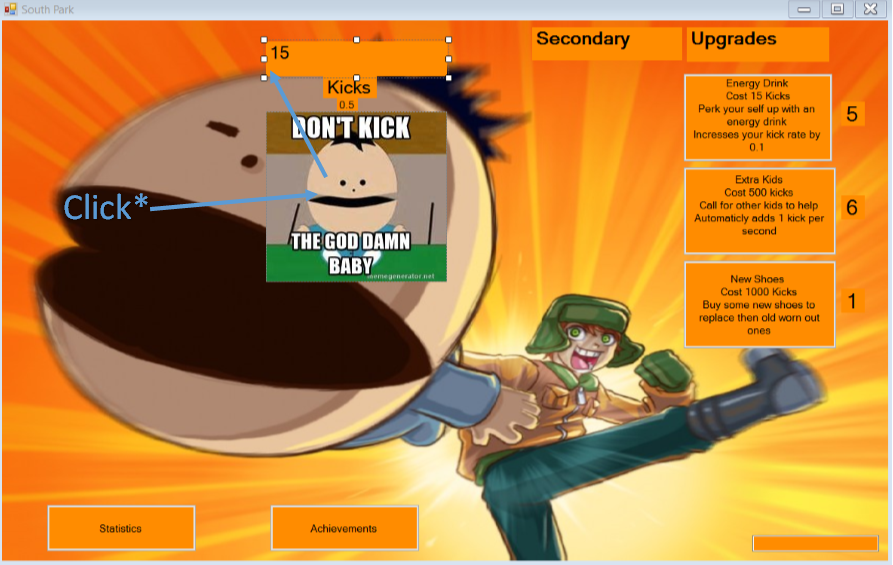 South Park
15
Secondary
Upgrades
Kicks
0.5
DON'T KICK
THE GOD DAMN
BABY
memegenerator.net
Click*
Energy Drink
Cost 15 Kicks
Perk your self up with an
energy drink
Incresses your kick rate by
0.1
5
Extra Kids
Cost 500 kicks
Call for other kids to help
Automaticly adds 1 kick per
second
6
New Shoes
Cost 1000 Kicks
Buy some new shoes to
replace then old worn out
ones
1
Statistics
Achievements